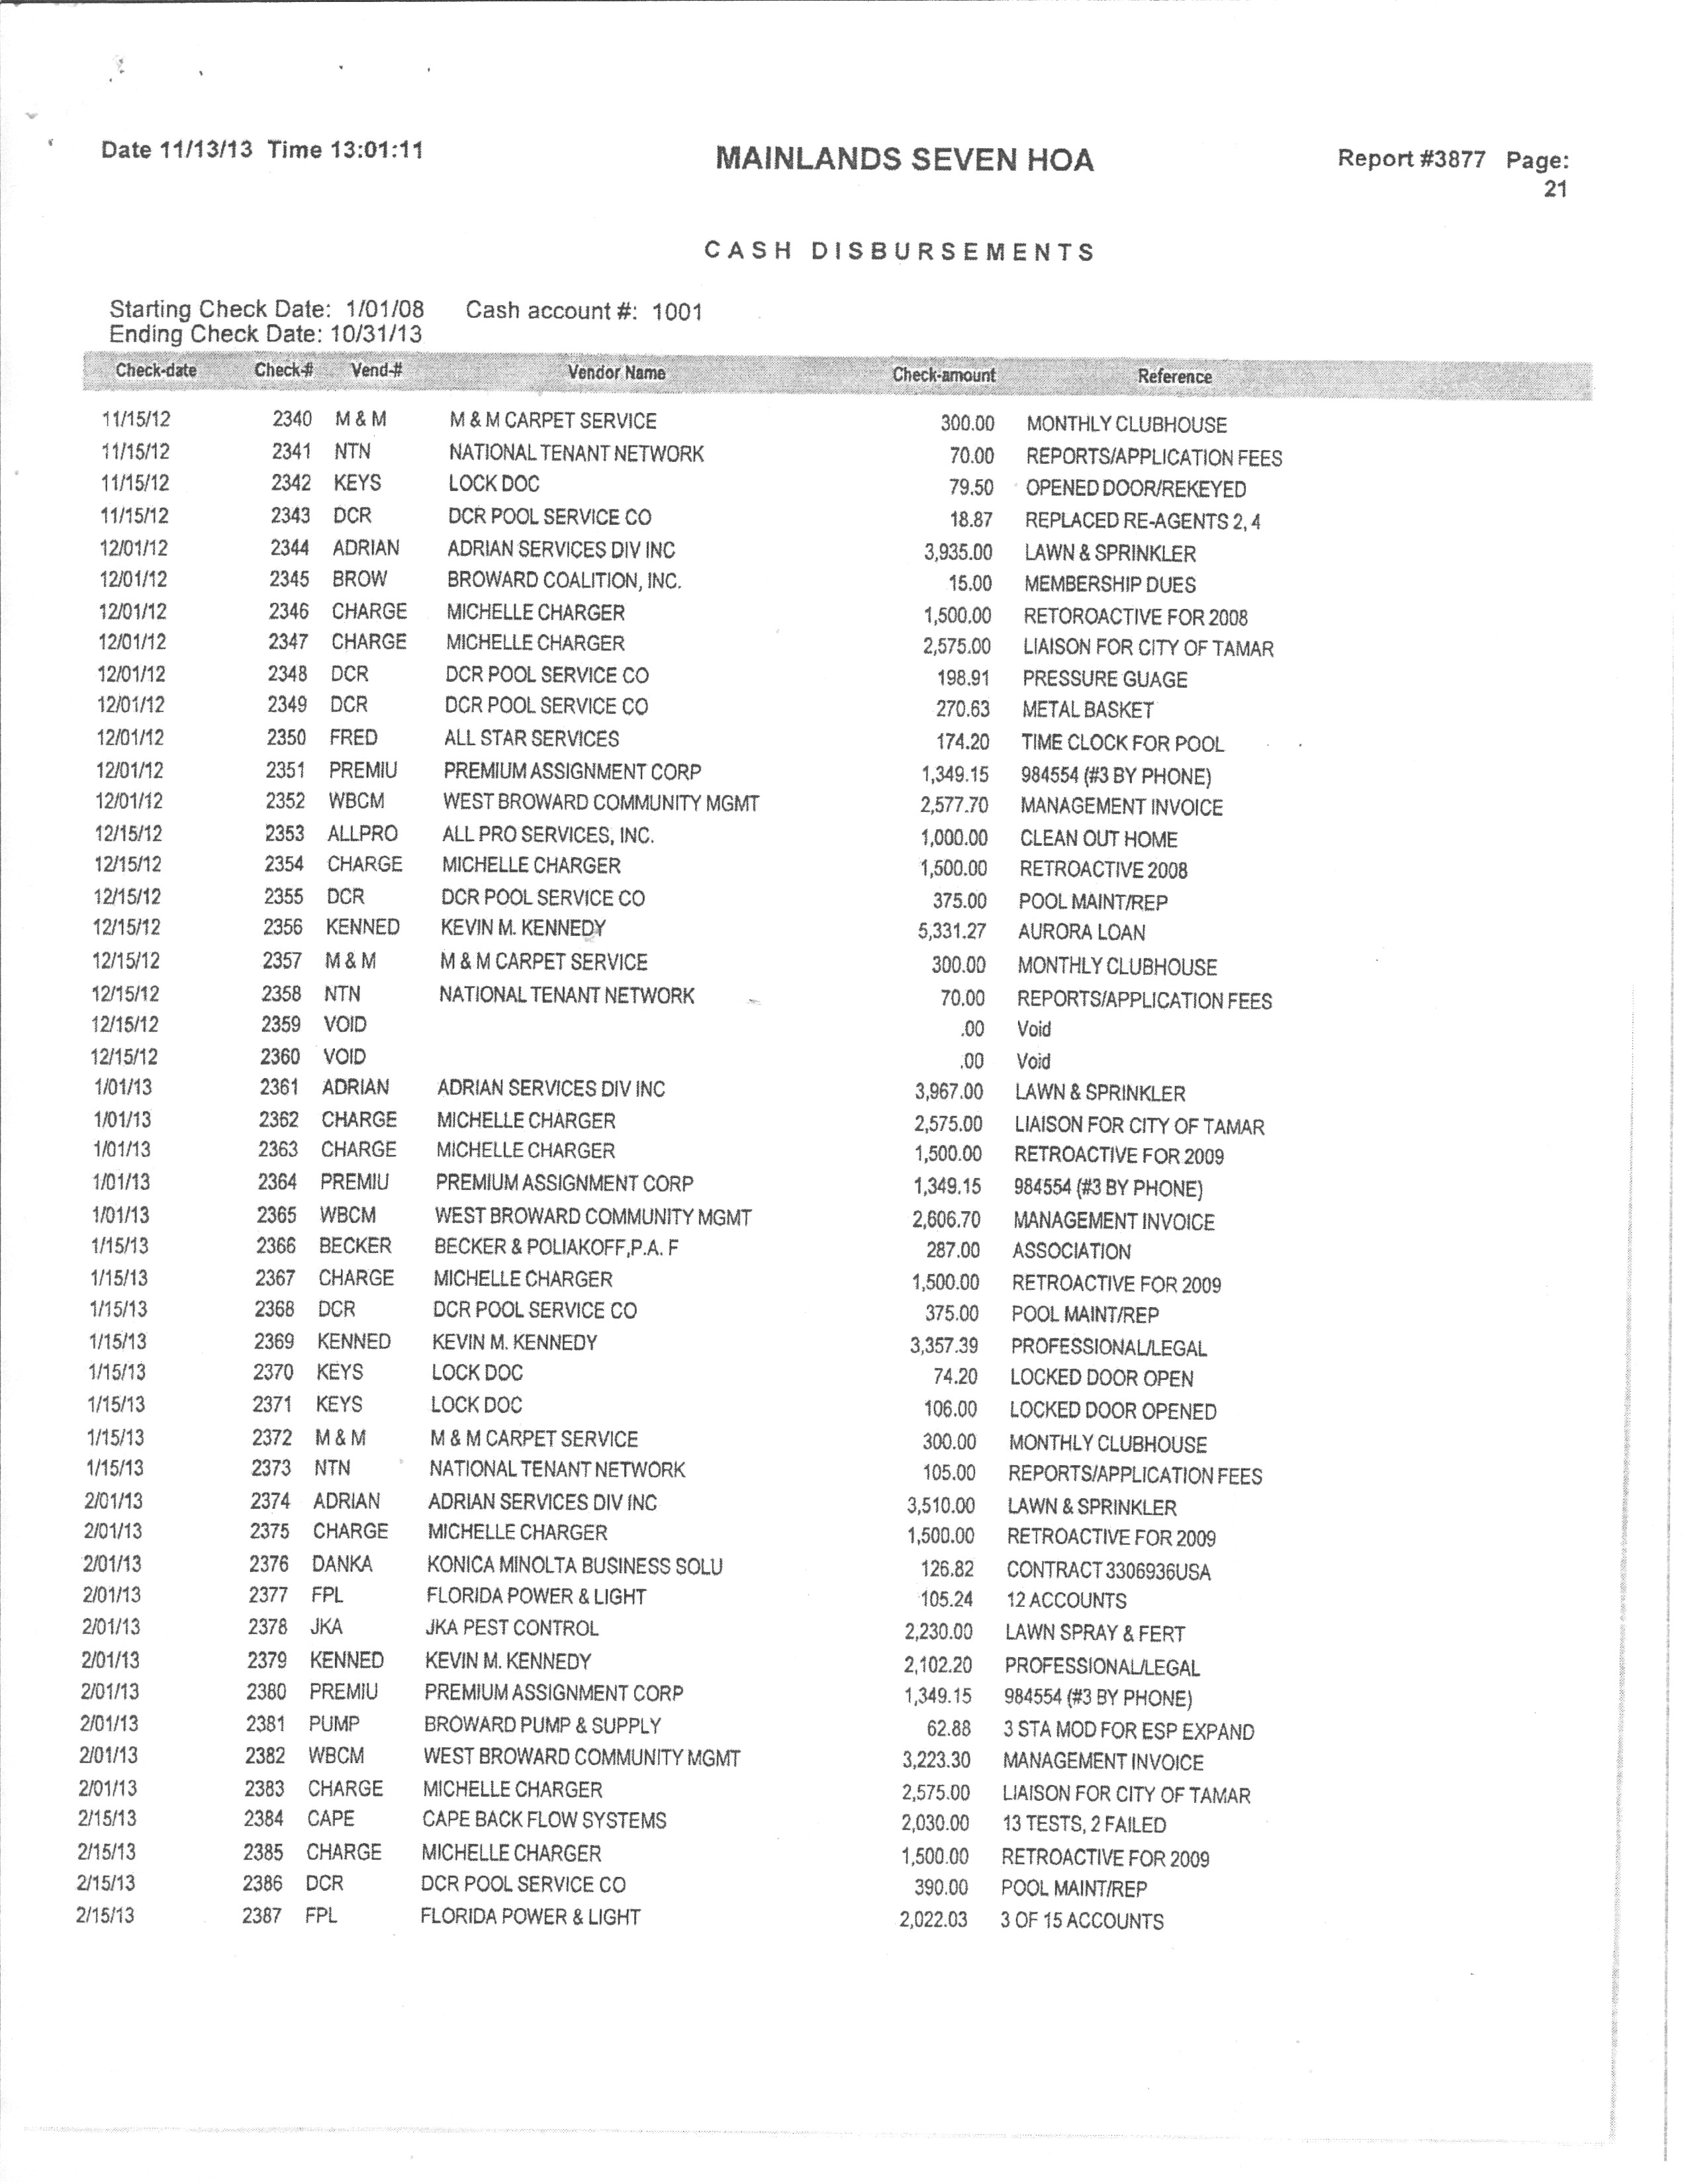 Date 11/13/13 Time 13:01:11 MAINLANDS SEVEN HOA Report #3877 Page:
21
CASH DISBURSEMENTS
Starting Check Date: 1/01/08 Cash account #: 1001
Ending Check Date: 10/31/13
Check-date Check-# Vend-# Vendor Name Check-amount Reference
11/15/12 2340 M & M M & M CARPET SERVICE 300.00 MONTHLY CLUBHOUSE
11/15/12 2341 NTN NATIONAL TENANT NETWORK 70.00 REPORTS/APPLICATION FEES
11/15/12 2342 KEYS LOCK DOC 79.50 OPENED DOOR/REKEYED
11/15/12 2343 DCR DCR POOL SERVICE CO 18.87 REPLACED RE-AGENTS 2, 4
12/01/12 2344 ADRIAN ADRIAN SERVICES DIV INC 3,935.00 LAWN & SPRINKLER
12/01/12 2345 BROW BROWARD COALITION, INC. 15.00 MEMBERSHIP DUES
12/01/12 2346 CHARGE MICHELLE CHARGER 1,500.00 RETOROACTIVE FOR 2008
12/01/12 2347 CHARGE MICHELLE CHARGER 2,575.00 LIAISON FOR CITY OF TAMAR
12/01/12 2348 DCR DCR POOL SERVICE CO 198.91 PRESSURE GUAGE
12/01/12 2349 DCR DCR POOL SERVICE CO 270.63 METAL BASKET
12/01/12 2350 FRED ALL STAR SERVICES 174.20 TIME CLOCK FOR POOL
12/01/12 2351 PREMIU PREMIUM ASSIGNMENT CORP 1,349.15 984554 (#3 BY PHONE)
12/01/12 2352 WBCM WEST BROWARD COMMUNITY MGMT 2,577.70 MANAGEMENT INVOICE
12/15/12 2353 ALLPRO ALL PRO SERVICES, INC. 1,000.00 CLEAN OUT HOME
12/15/12 2354 CHARGE MICHELLE CHARGER 1,500.00 RETROACTIVE 2008
12/15/12 2355 DCR DCR POOL SERVICE CO 375.00 POOL MAINT/REP
12/15/12 2356 KENNED KEVIN M. KENNEDY 5,331.27 AURORA LOAN
12/15/12 2357 M & M M & M CARPET SERVICE 300.00 MONTHLY CLUBHOUSE
12/15/12 2358 NTN NATIONAL TENANT NETWORK 70.00 REPORTS/APPLICATION FEES
12/15/12 2359 VOID .00 Void
12/15/12 2360 VOID .00 Void
1/01/13 2361 ADRIAN ADRIAN SERVICES DIV INC 3,967.00 LAWN & SPRINKLER
1/01/13 2362 CHARGE MICHELLE CHARGER 2,575.00 LIAISON FOR CITY OF TAMAR
1/01/13 2363 CHARGE MICHELLE CHARGER 1,500.00 RETROACTIVE FOR 2009
1/01/13 2364 PREMIU PREMIUM ASSIGNMENT CORP 1,349.15 984554 (#3 BY PHONE)
1/01/13 2365 WBCM WEST BROWARD COMMUNITY MGMT 2,606.70 MANAGEMENT INVOICE
1/15/13 2366 BECKER BECKER & POLIAKOFF,P.A. F 287.00 ASSOCIATION
1/15/13 2367 CHARGE MICHELLE CHARGER 1,500.00 RETROACTIVE FOR 2009
1/15/13 2368 DCR DCR POOL SERVICE CO 375.00 POOL MAINT/REP
1/15/13 2369 KENNED KEVIN M. KENNEDY 3,357.39 PROFESSIONAL/LEGAL
1/15/13 2370 KEYS LOCK DOC 74.20 LOCKED DOOR OPEN
1/15/13 2371 KEYS LOCK DOC 106.00 LOCKED DOOR OPENED
1/15/13 2372 M & M M & M CARPET SERVICE 300.00 MONTHLY CLUBHOUSE
1/15/13 2373 NTN NATIONAL TENANT NETWORK 105.00 REPORTS/APPLICATION FEES
2/01/13 2374 ADRIAN ADRIAN SERVICES DIV INC 3,510.00 LAWN & SPRINKLER
2/01/13 2375 CHARGE MICHELLE CHARGER 1,500.00 RETROACTIVE FOR 2009
2/01/13 2376 DANKA KONICA MINOLTA BUSINESS SOLU 126.82 CONTRACT 3306936USA
2/01/13 2377 FPL FLORIDA POWER & LIGHT 105.24 12 ACCOUNTS
2/01/13 2378 JKA JKA PEST CONTROL 2,230.00 LAWN SPRAY & FERT
2/01/13 2379 KENNED KEVIN M. KENNEDY 2,102.20 PROFESSIONAL/LEGAL
2/01/13 2380 PREMIU PREMIUM ASSIGNMENT CORP 1,349.15 984554 (#3 BY PHONE)
2/01/13 2381 PUMP BROWARD PUMP & SUPPLY 62.88 3 STA MOD FOR ESP EXPAND
2/01/13 2382 WBCM WEST BROWARD COMMUNITY MGMT 3,223.30 MANAGEMENT INVOICE
2/01/13 2383 CHARGE MICHELLE CHARGER 2,575.00 LIAISON FOR CITY OF TAMAR
2/15/13 2384 CAPE CAPE BACK FLOW SYSTEMS 2,030.00 13 TESTS, 2 FAILED
2/15/13 2385 CHARGE MICHELLE CHARGER 1,500.00 RETROACTIVE FOR 2009
2/15/13 2386 DCR DCR POOL SERVICE CO 390.00 POOL MAINT/REP
2/15/13 2387 FPL FLORIDA POWER & LIGHT 2,022.03 3 OF 15 ACCOUNTS